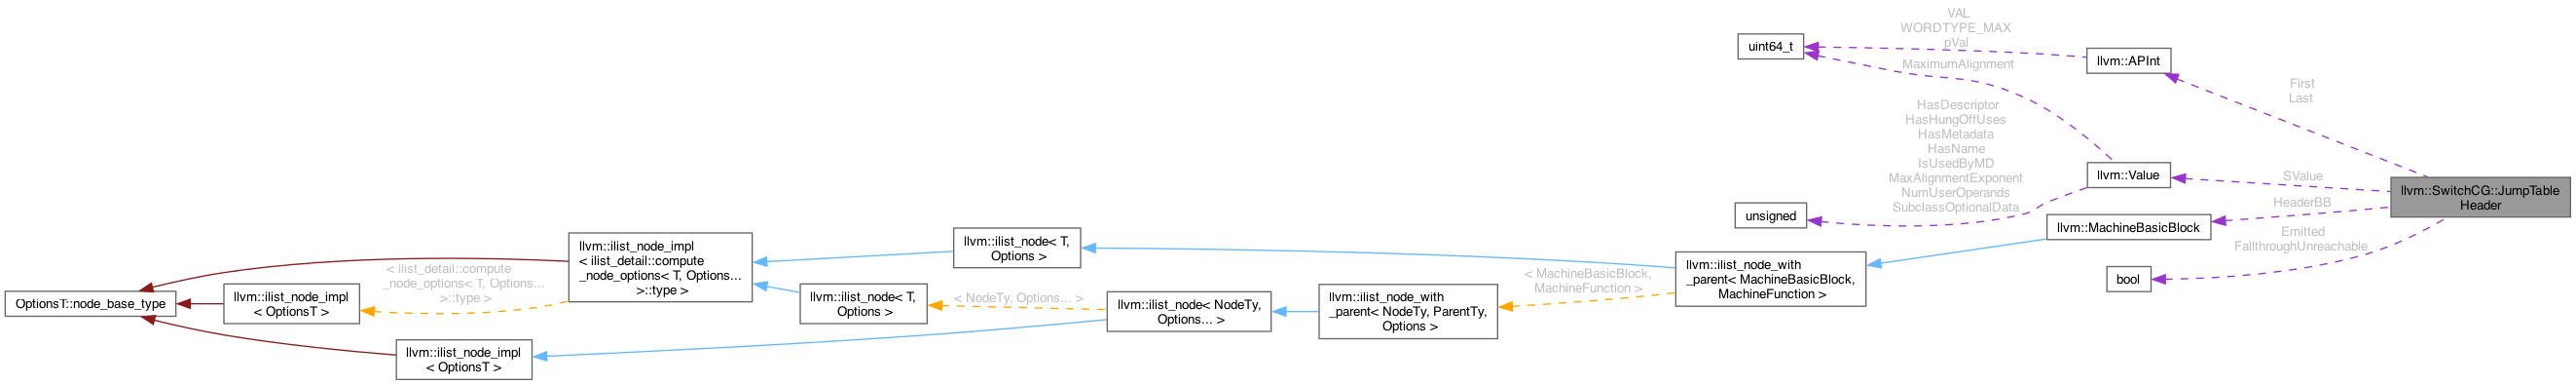 OptionsT::node_base_type
llvm::ilist_node_impl
< OptionsT >
< ilist_detail::compute
_node_options< T, Options...
>::type >
llvm::ilist_node_impl
< OptionsT >
llvm::ilist_node_impl
< ilist_detail::compute
_node_options< T, Options...
>::type >
llvm::ilist_node< T,
Options >
llvm::ilist_node< T,
Options >
< NodeTy, Options... >
llvm::ilist_node< NodeTy,
Options... >
llvm::ilist_node_with
_parent< NodeTy, ParentTy,
Options >
< MachineBasicBlock,
MachineFunction >
llvm::ilist_node_with
_parent< MachineBasicBlock,
MachineFunction >
uint64_t
VAL
WORDTYPE_MAX
pVal
MaximumAlignment
HasDescriptor
HasHungOffUses
HasMetadata
HasName
IsUsedByMD
MaxAlignmentExponent
NumUserOperands
SubclassOptionalData
unsigned
llvm::APInt
llvm::Value
llvm::MachineBasicBlock
bool
First
Last
SValue
HeaderBB
Emitted
FallthroughUnreachable
llvm::SwitchCG::JumpTable
Header